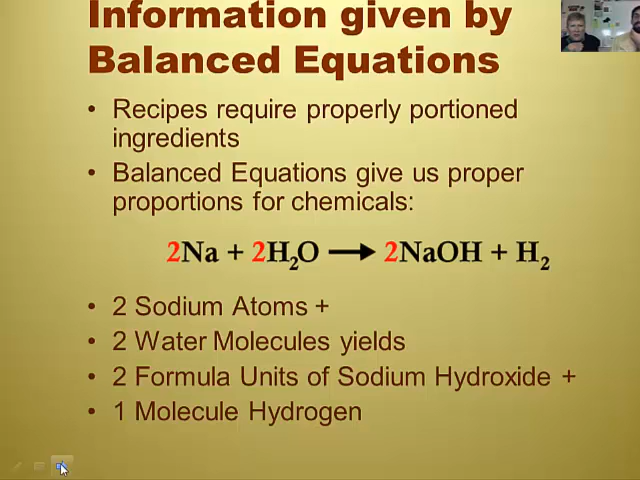 Information given by
Balanced Equations
• Recipes require properly portioned
ingredients
• Balanced Equations give us proper
proportions for chemicals:
2Na + 2H₂O → 2NaOH + H₂
• 2 Sodium Atoms +
• 2 Water Molecules yields
• 2 Formula Units of Sodium Hydroxide +
• 1 Molecule Hydrogen